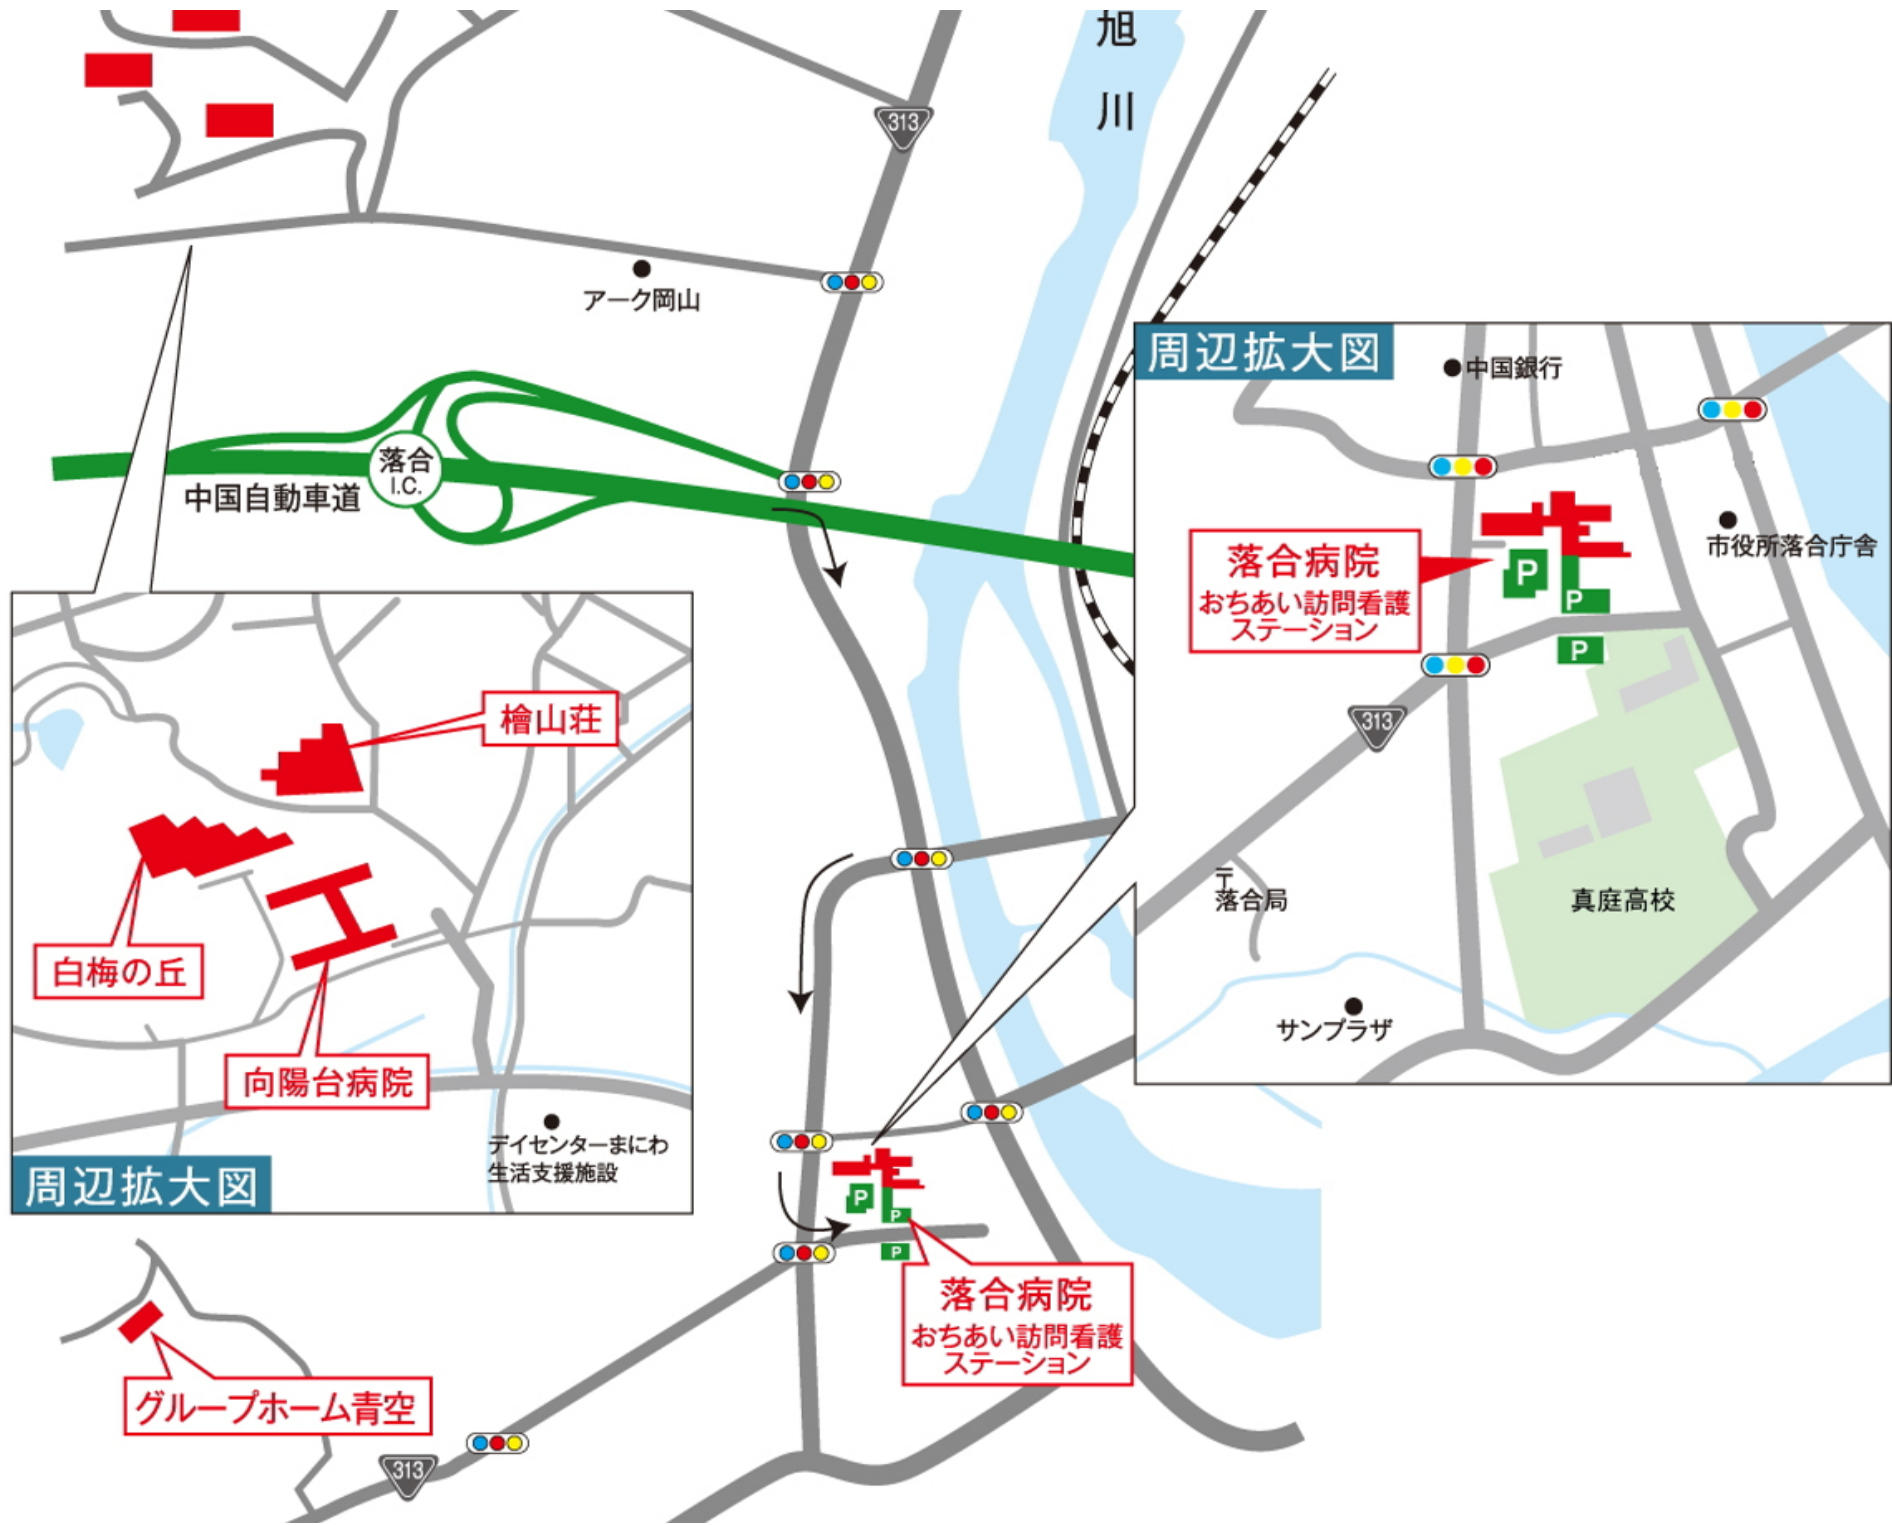 旭川
313
アーク岡山
落合
I.C.
中国自動車道
周辺拡大図
中国銀行
市役所落合庁舎
落合病院
おちあい訪問看護
ステーション
P
P
P
313
〒
落合局
真庭高校
サンプラザ
檜山荘
白梅の丘
向陽台病院
デイセンターまにわ
生活支援施設
周辺拡大図
P
P
P
落合病院
おちあい訪問看護
ステーション
グループホーム青空
313